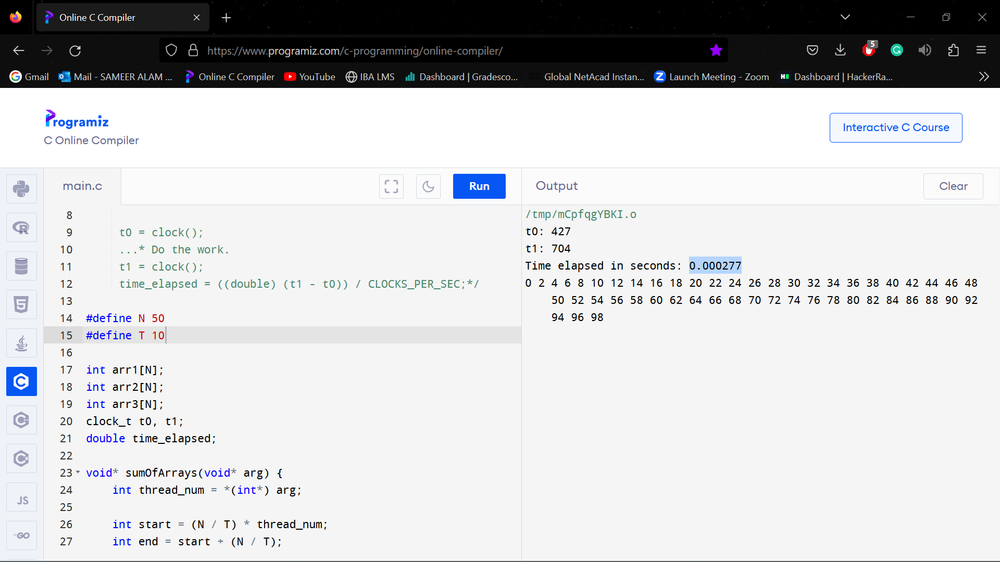 Online C Compiler
https://www.programiz.com/c-programming/online-compiler/
5
Gmail
Mail - SAMEER ALAM ...
Online C Compiler
YouTube
IBA LMS
Dashboard | Gradesco...
Global NetAcad Instan...
Launch Meeting - Zoom
Dashboard | HackerRa...
Programiz
C Online Compiler
Interactive C Course
main.c
Run
Output
Clear
8
9 t0 = clock();
10 ...* Do the work.
11 t1 = clock();
12 time_elapsed = ((double) (t1 - t0)) / CLOCKS_PER_SEC;*/
13
14 #define N 50
15 #define T 10
16
17 int arr1[N];
18 int arr2[N];
19 int arr3[N];
20 clock_t t0, t1;
21 double time_elapsed;
22
23 void* sumOfArrays(void* arg) {
24 int thread_num = *(int*) arg;
25
26 int start = (N / T) * thread_num;
27 int end = start + (N / T);
/tmp/mCpfqgYBKI.o
t0: 427
t1: 704
Time elapsed in seconds: 0.000277
0 2 4 6 8 10 12 14 16 18 20 22 24 26 28 30 32 34 36 38 40 42 44 46 48
50 52 54 56 58 60 62 64 66 68 70 72 74 76 78 80 82 84 86 88 90 92
94 96 98
JS
GO